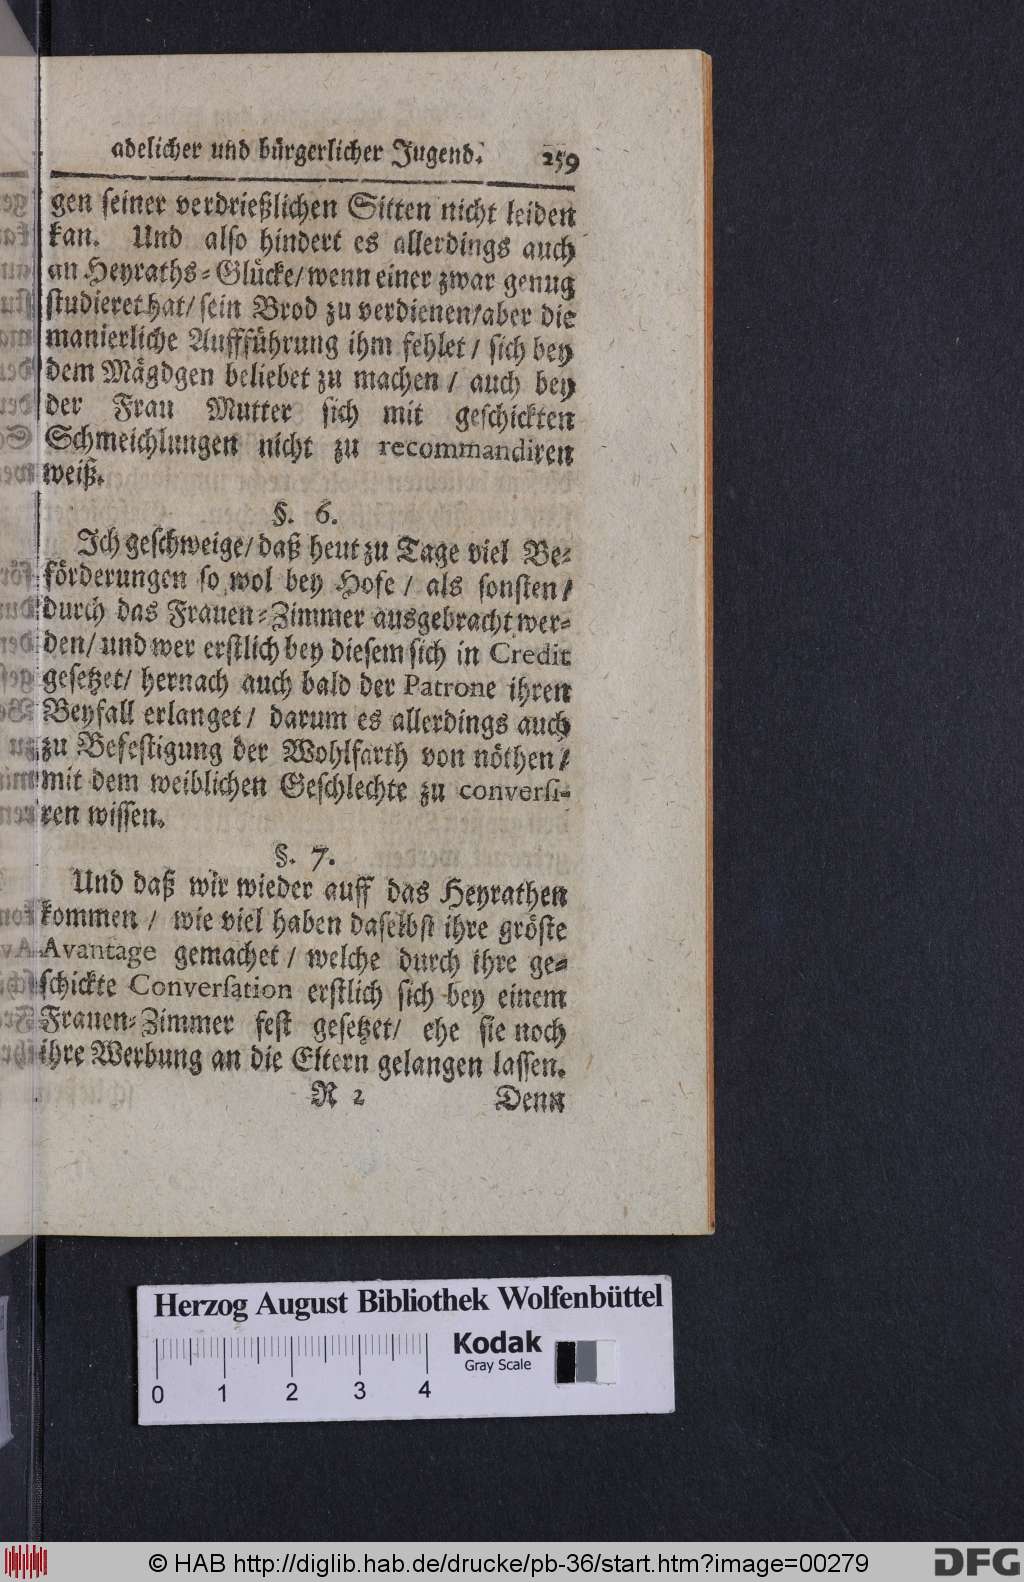 adelicher und bürgerlicher Jugend. 259
gen seiner verdrießlichen Sitten nicht leiden
kan. Und also hindert es allerdings auch
an Heyraths-Glücke/wenn einer zwar genug
studieret hat/sein Brod zu verdienen/aber die
manierliche Auffführung ihm fehlet/ sich bey
dem Mägdgen beliebet zu machen/ auch bey
der Frau Mutter sich mit geschickten
Schmeichlungen nicht zu recommandiren
weiß.
§. 6.
Ich geschweige/daß heut zu Tage viel Be-
förderungen so wol bey Hofe/ als sonsten/
durch das Frauen-Zimmer ausgebracht wer-
den/und wer erstlich bey diesem sich in Credit
gesetzet/ hernach auch bald der Patrone ihren
Beyfall erlanget/ darum es allerdings auch
zu Befestigung der Wohlfarth von nöthen/
mit dem weiblichen Geschlechte zu conversi-
ren wissen.
§. 7.
Und daß wir wieder auff das Heyrathen
kommen/ wie viel haben daselbst ihre gröste
Avantage gemachet/ welche durch ihre ge-
schickte Conversation erstlich sich bey einem
Frauen-Zimmer fest gesetzet/ ehe sie noch
ihre Werbung an die Eltern gelangen lassen.
R 2 Denn
Herzog August Bibliothek Wolfenbüttel
Kodak
Gray Scale
0 1 2 3 4
© HAB http://diglib.hab.de/drucke/pb-36/start.htm?image=00279
DFG